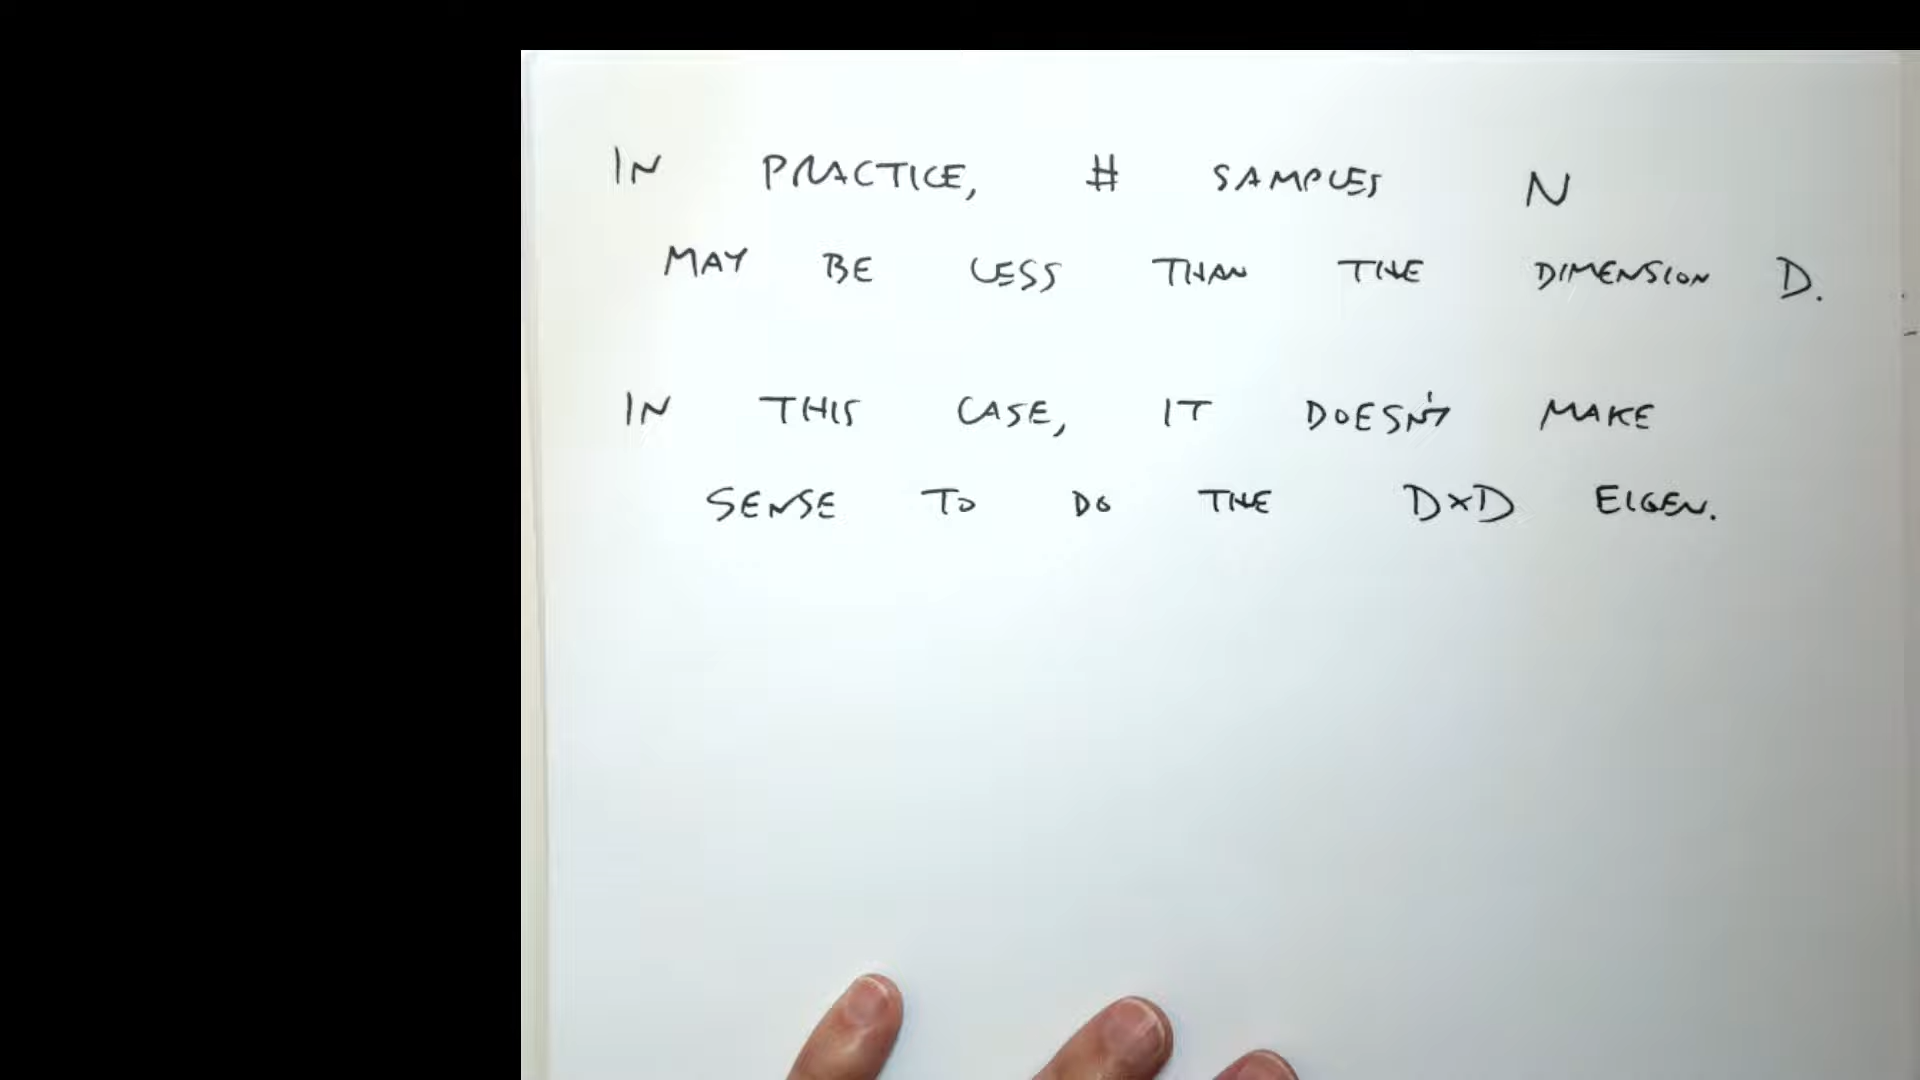 IN PRACTICE, # SAMPLES N
MAY BE LESS THAN THE DIMENSION D.
IN THIS CASE, IT DOESN'T MAKE
SENSE TO DO THE D×D EIGEN.